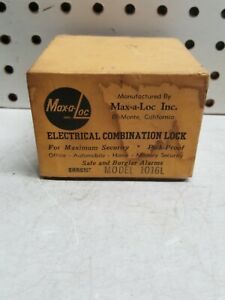 Max-a-Loc
Manufactured By
Max-a-Loc Inc.
El Monte, California
ELECTRICAL COMBINATION LOCK
For Maximum Security • Pick-Proof
Office - Automobile - Home - Military Security
Safe and Burglar Alarms
MODEL 1016L